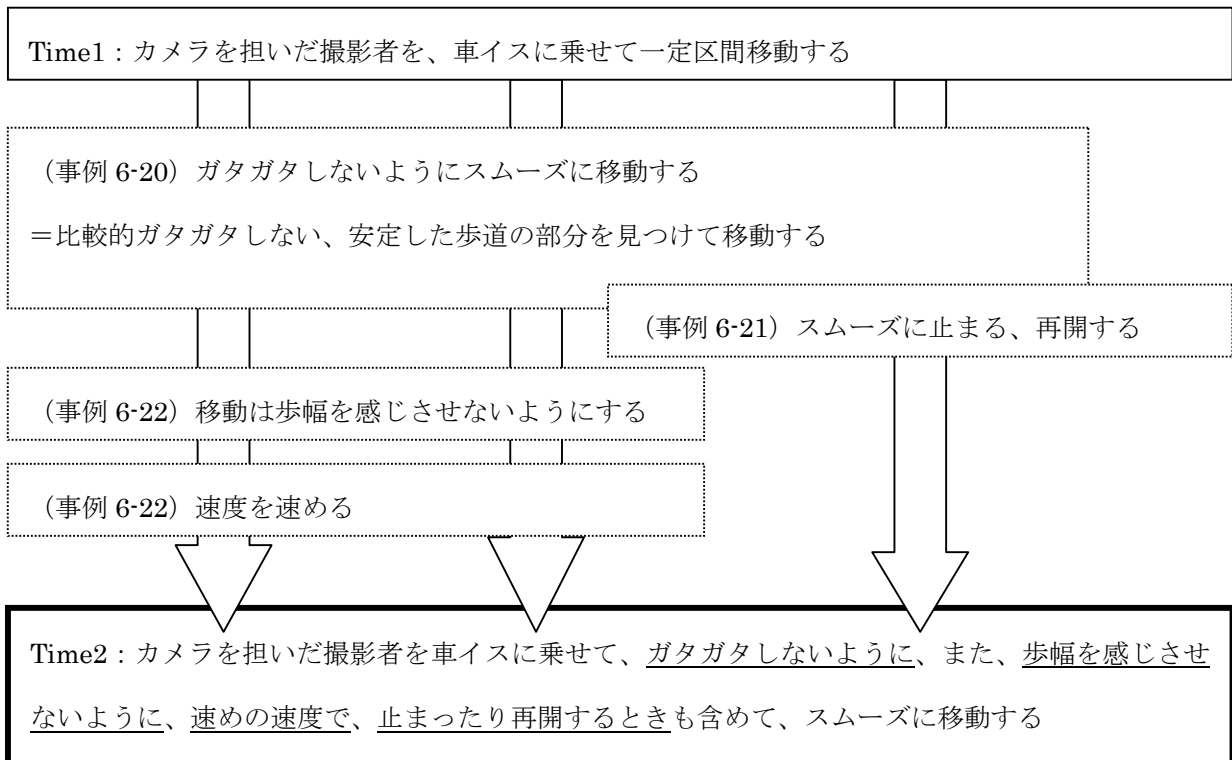 Time1：カメラを担いだ撮影者を、車イスに乗せて一定区間移動する
（事例 6-20）ガタガタしないようにスムーズに移動する
＝比較的ガタガタしない、安定した歩道の部分を見つけて移動する
（事例 6-21）スムーズに止まる、再開する
（事例 6-22）移動は歩幅を感じさせないようにする
（事例 6-22）速度を速める
Time2：カメラを担いだ撮影者を車イスに乗せて、ガタガタしないように、また、歩幅を感じさせ
ないように、速めの速度で、止まったり再開するときも含めて、スムーズに移動する